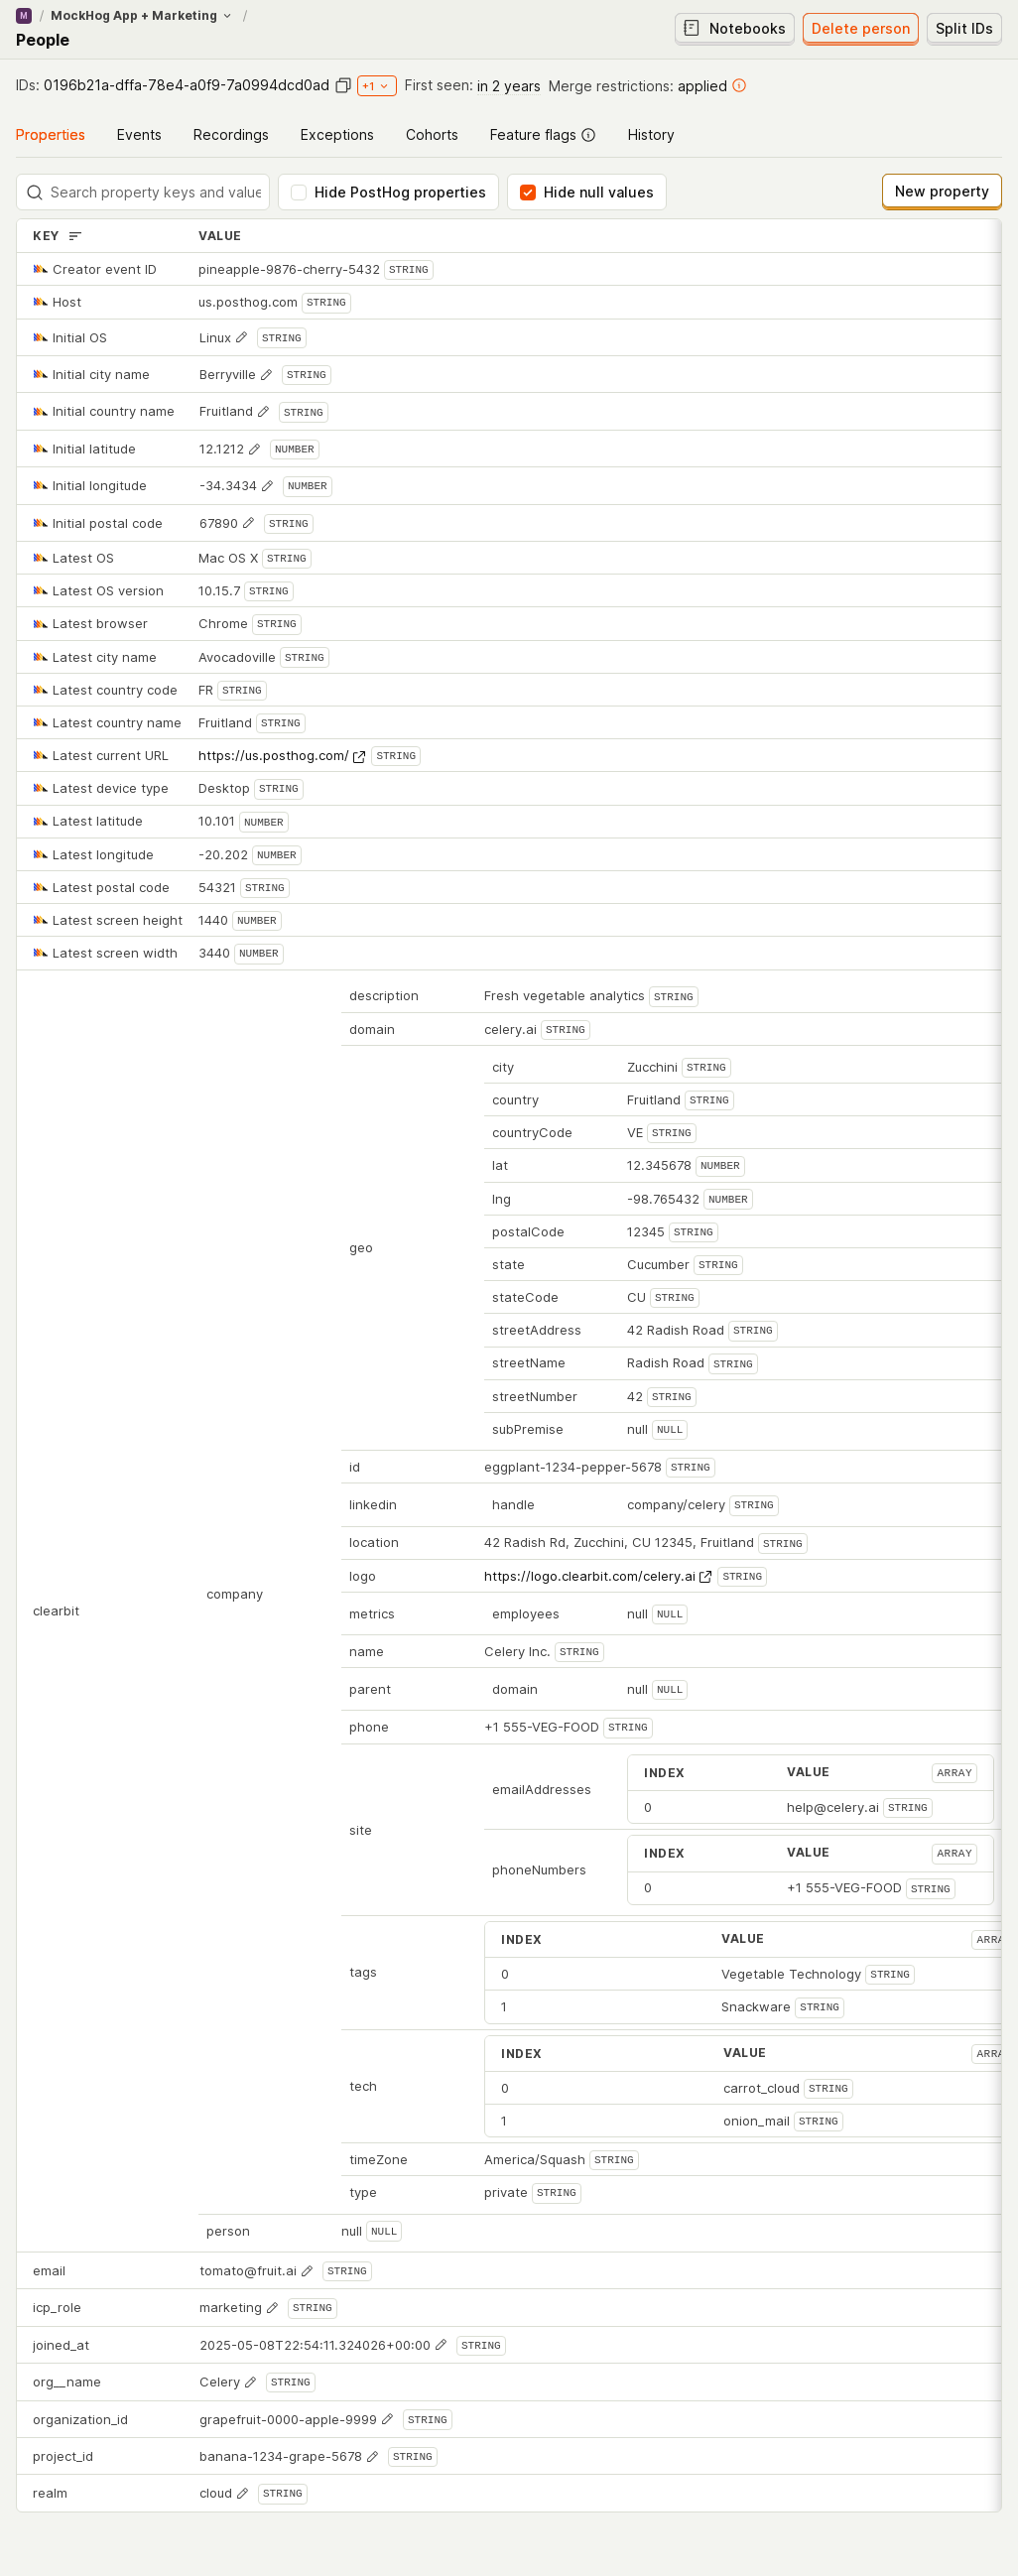 M / MockHog App + Marketing /
People
Notebooks Delete person Split IDs
IDs: 0196b21a-dffa-78e4-a0f9-7a0994dcd0ad +1 First seen: in 2 years Merge restrictions: applied
Properties Events Recordings Exceptions Cohorts Feature flags History
Search property keys and value Hide PostHog properties Hide null values New property
KEY VALUE
Creator event ID pineapple-9876-cherry-5432 STRING
Host us.posthog.com STRING
Initial OS Linux STRING
Initial city name Berryville STRING
Initial country name Fruitland STRING
Initial latitude 12.1212 NUMBER
Initial longitude -34.3434 NUMBER
Initial postal code 67890 STRING
Latest OS Mac OS X STRING
Latest OS version 10.15.7 STRING
Latest browser Chrome STRING
Latest city name Avocadoville STRING
Latest country code FR STRING
Latest country name Fruitland STRING
Latest current URL https://us.posthog.com/ STRING
Latest device type Desktop STRING
Latest latitude 10.101 NUMBER
Latest longitude -20.202 NUMBER
Latest postal code 54321 STRING
Latest screen height 1440 NUMBER
Latest screen width 3440 NUMBER
clearbit
company
description Fresh vegetable analytics STRING
domain celery.ai STRING
geo
city Zucchini STRING
country Fruitland STRING
countryCode VE STRING
lat 12.345678 NUMBER
lng -98.765432 NUMBER
postalCode 12345 STRING
state Cucumber STRING
stateCode CU STRING
streetAddress 42 Radish Road STRING
streetName Radish Road STRING
streetNumber 42 STRING
subPremise null NULL
id eggplant-1234-pepper-5678 STRING
linkedin handle company/celery STRING
location 42 Radish Rd, Zucchini, CU 12345, Fruitland STRING
logo https://logo.clearbit.com/celery.ai STRING
metrics employees null NULL
name Celery Inc. STRING
parent domain null NULL
phone +1 555-VEG-FOOD STRING
site
emailAddresses
INDEX VALUE ARRAY
0 help@celery.ai STRING
phoneNumbers
INDEX VALUE ARRAY
0 +1 555-VEG-FOOD STRING
tags
INDEX VALUE ARRA
0 Vegetable Technology STRING
1 Snackware STRING
tech
INDEX VALUE ARRA
0 carrot_cloud STRING
1 onion_mail STRING
timeZone America/Squash STRING
type private STRING
person null NULL
email tomato@fruit.ai STRING
icp_role marketing STRING
joined_at 2025-05-08T22:54:11.324026+00:00 STRING
org__name Celery STRING
organization_id grapefruit-0000-apple-9999 STRING
project_id banana-1234-grape-5678 STRING
realm cloud STRING